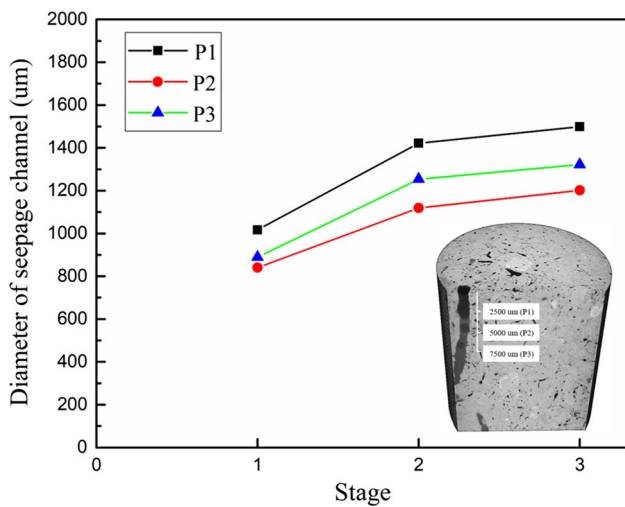 2000
1800
1600
1400
1200
1000
800
600
400
200
0
Diameter of seepage channel (um)
P1
P2
P3
2500 um (P1)
5000 um (P2)
7500 um (P3)
0
1
2
3
Stage